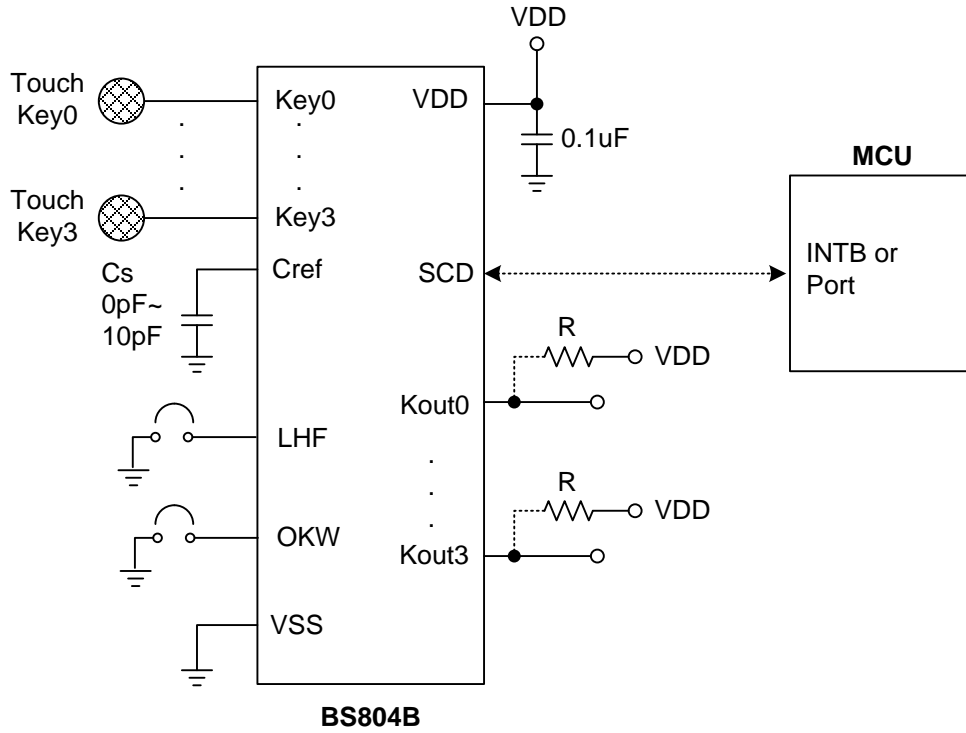 VDD
Touch
Key0
Key0
VDD
0.1uF
MCU
Touch
Key3
Key3
Cs
0pF~
10pF
Cref
SCD
INTB or
Port
R
VDD
Kout0
LHF
R
VDD
OKW
Kout3
VSS
BS804B